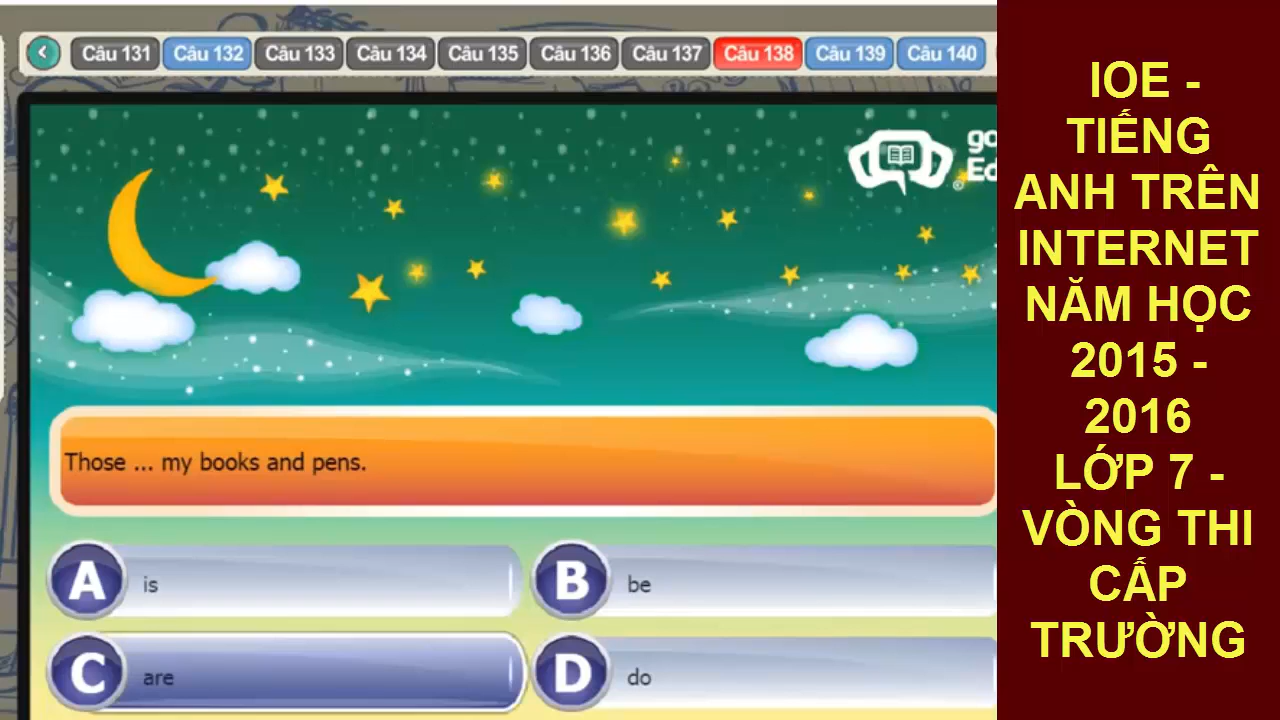 Câu 131 Câu 132 Câu 133 Câu 134 Câu 135 Câu 136 Câu 137 Câu 138 Câu 139 Câu 140
Those ... my books and pens.
A is
B be
C are
D do
IOE -
TIẾNG
ANH TRÊN
INTERNET
NĂM HỌC
2015 -
2016
LỚP 7 -
VÒNG THI
CẤP
TRƯỜNG